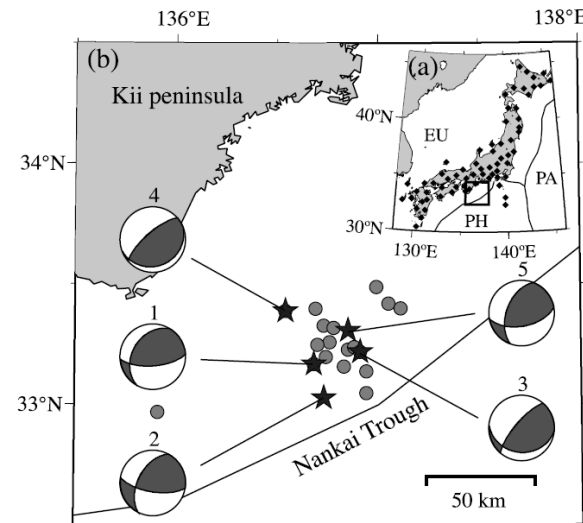 136°E
138°E
(b)
(a)
Kii peninsula
40°N
EU
34°N
PA
4
PH
30°N
130°E
140°E
5
1
33°N
3
2
Nankai Trough
50 km